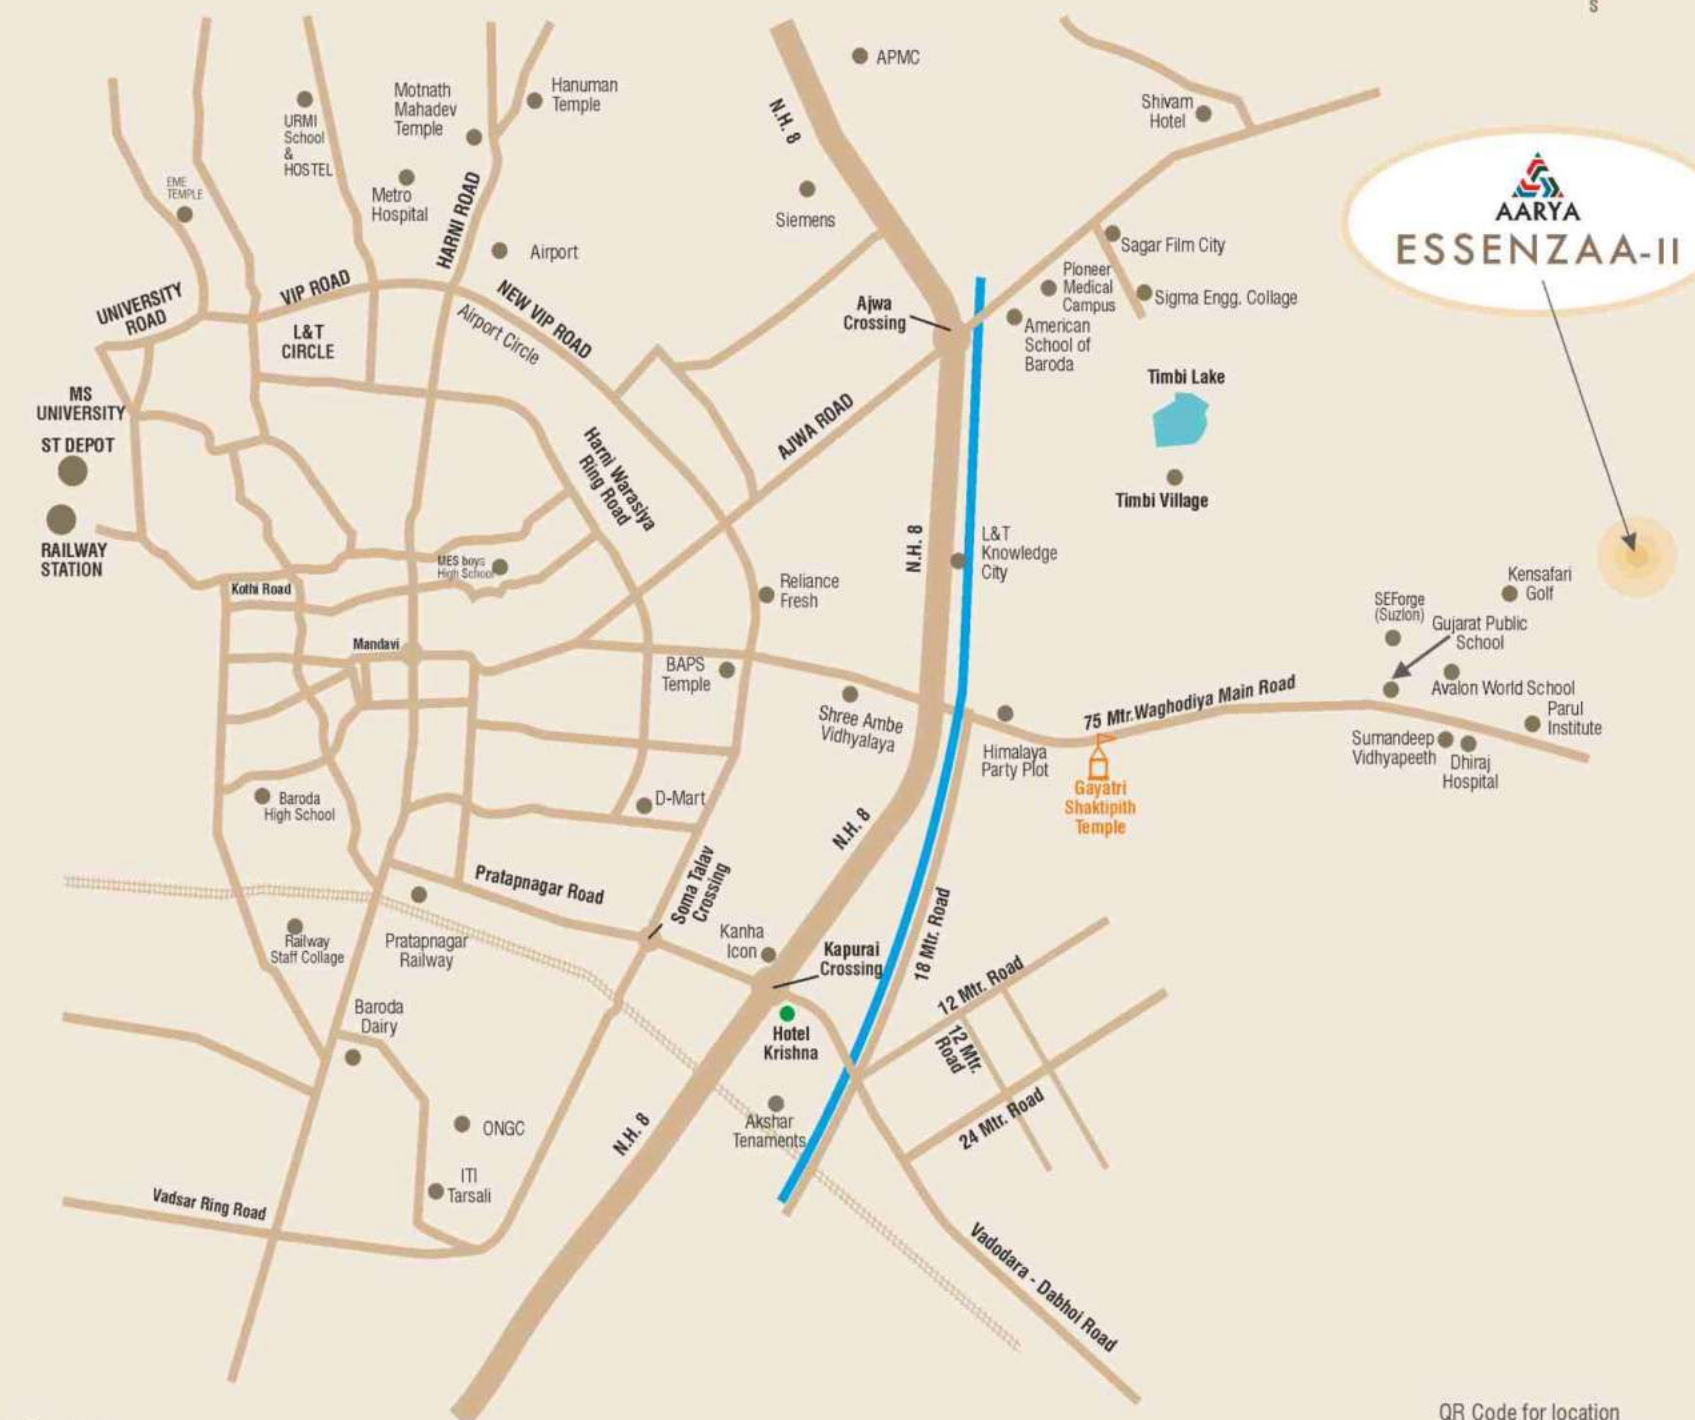 S
APMC
N.H. 8
Shivam
Hotel
Hanuman
Temple
Motnath
Mahadev
Temple
URMI
School
&
HOSTEL
Metro
Hospital
HARNI ROAD
EME
TEMPLE
Siemens
AARYA
ESSENZAA-II
Airport
Sagar Film City
Pioneer
Medical
Campus
Sigma Engg. Collage
UNIVERSITY
ROAD
VIP ROAD
NEW VIP ROAD
Airport Circle
L&T
CIRCLE
Ajwa
Crossing
American
School of
Baroda
Timbi Lake
MS
UNIVERSITY
ST DEPOT
AJWA ROAD
Harni Warasiya
Ring Road
Timbi Village
RAILWAY
STATION
N.H. 8
L&T
Knowledge
City
MES boys
High School
Kothi Road
Reliance
Fresh
Kensafari
Golf
SEForge
(Suzlon)
Gujarat Public
School
Mandavi
BAPS
Temple
Avalon World School
75 Mtr.Waghodiya Main Road
Shree Ambe
Vidhyalaya
Parul
Institute
Himalaya
Party Plot
Sumandeep
Vidhyapeeth
Dhiraj
Hospital
Gayatri
Shaktipith
Temple
Baroda
High School
D-Mart
N.H. 8
Pratapnagar Road
Soma Talav
Crossing
18 Mtr. Road
Kanha
Icon
Kapurai
Crossing
Railway
Staff Collage
Pratapnagar
Railway
12 Mtr. Road
Baroda
Dairy
Hotel
Krishna
12 Mtr.
Road
ONGC
Akshar
Tenaments
24 Mtr. Road
N.H. 8
ITI
Tarsali
Vadsar Ring Road
Vadodara - Dabhoi Road
QR Code for location